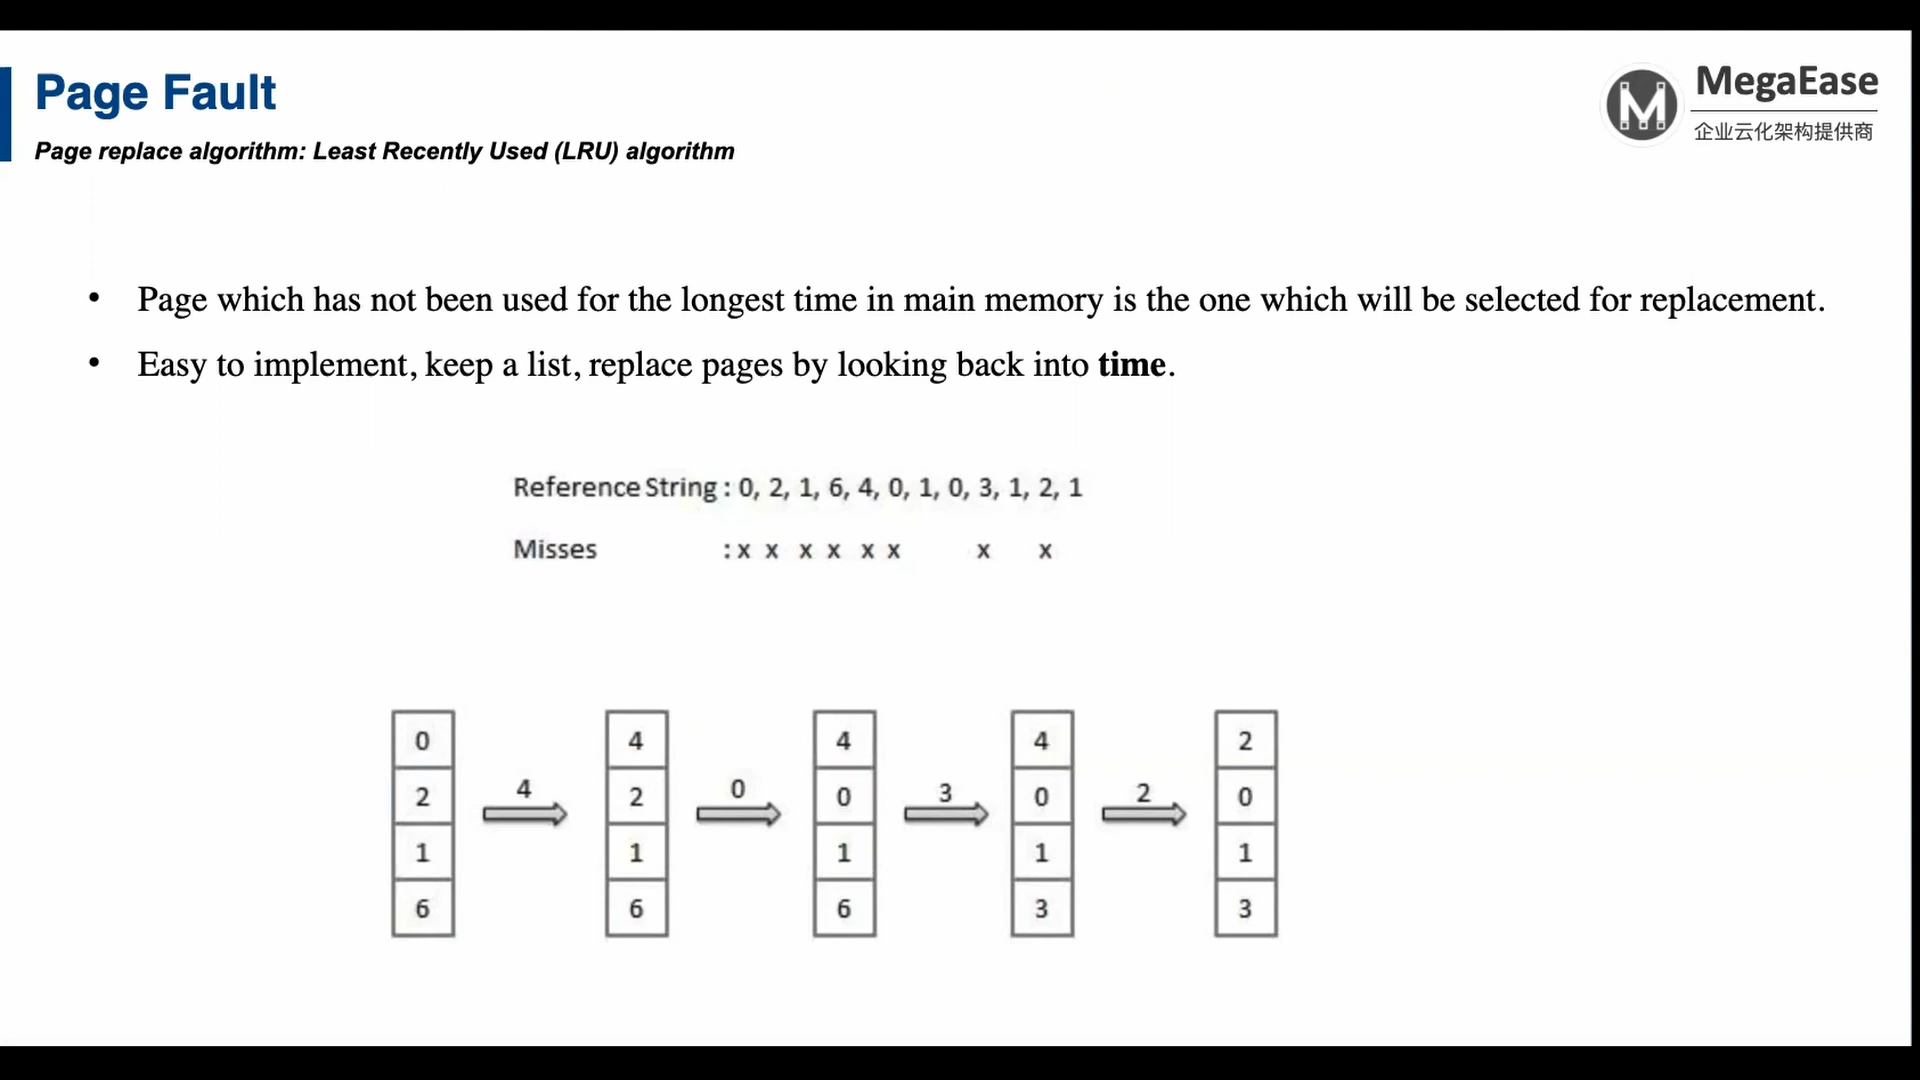 Page Fault
Page replace algorithm: Least Recently Used (LRU) algorithm
MegaEase
企业云化架构提供商
• Page which has not been used for the longest time in main memory is the one which will be selected for replacement.
• Easy to implement, keep a list, replace pages by looking back into time.
Reference String : 0, 2, 1, 6, 4, 0, 1, 0, 3, 1, 2, 1
Misses : x x x x x x x x
0 4 4 4 2
4 0 3 2
2 2 0 0 0
1 1 1 1 1
6 6 6 3 3